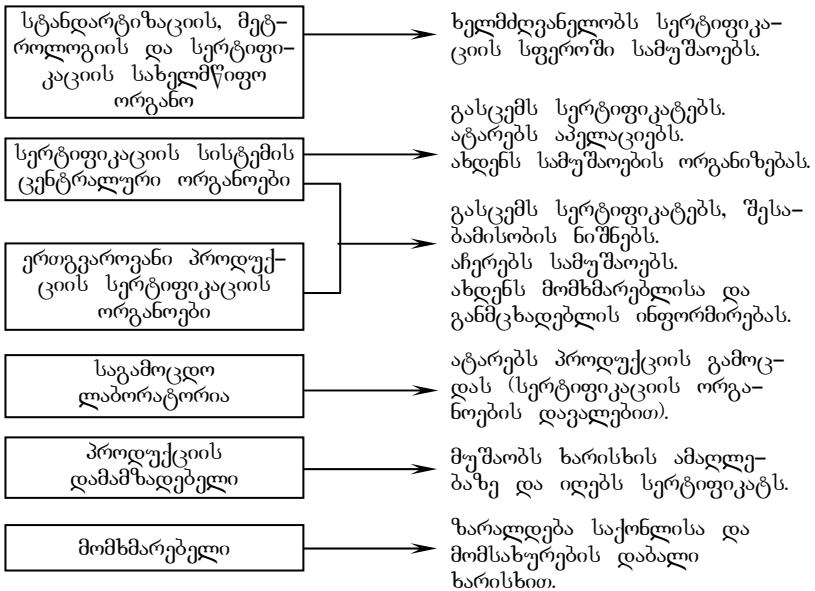 სტანდარტიზაციის, მეტ–
როლოგიის და სერტიფი–
კაციის სახელმწიფო
ორგანო
ხელმძღვანელობს სერტიფიკა–
ციის სფეროში სამუშაოებს.
სერტიფიკაციის სისტემის
ცენტრალური ორგანოები
გასცემს სერტიფიკატებს.
ატარებს აპელაციებს.
ახდენს სამუშაოების ორგანიზებას.
ერთგვაროვანი პროდუქ–
ციის სერტიფიკაციის
ორგანოები
გასცემს სერტიფიკატებს, შესა–
ბამისობის ნიშნებს.
აჩერებს სამუშაოებს.
ახდენს მომხმარებლისა და
განმცხადებლის ინფორმირებას.
საგამოცდო
ლაბორატორია
ატარებს პროდუქციის გამოც–
დას (სერტიფიკაციის ორგა–
ნოების დავალებით).
პროდუქციის
დამამზადებელი
მუშაობს ხარისხის ამაღლე–
ბაზე და იღებს სერტიფიკატს.
მომხმარებელი
ზარალდება საქონლისა და
მომსახურების დაბალი
ხარისხით.